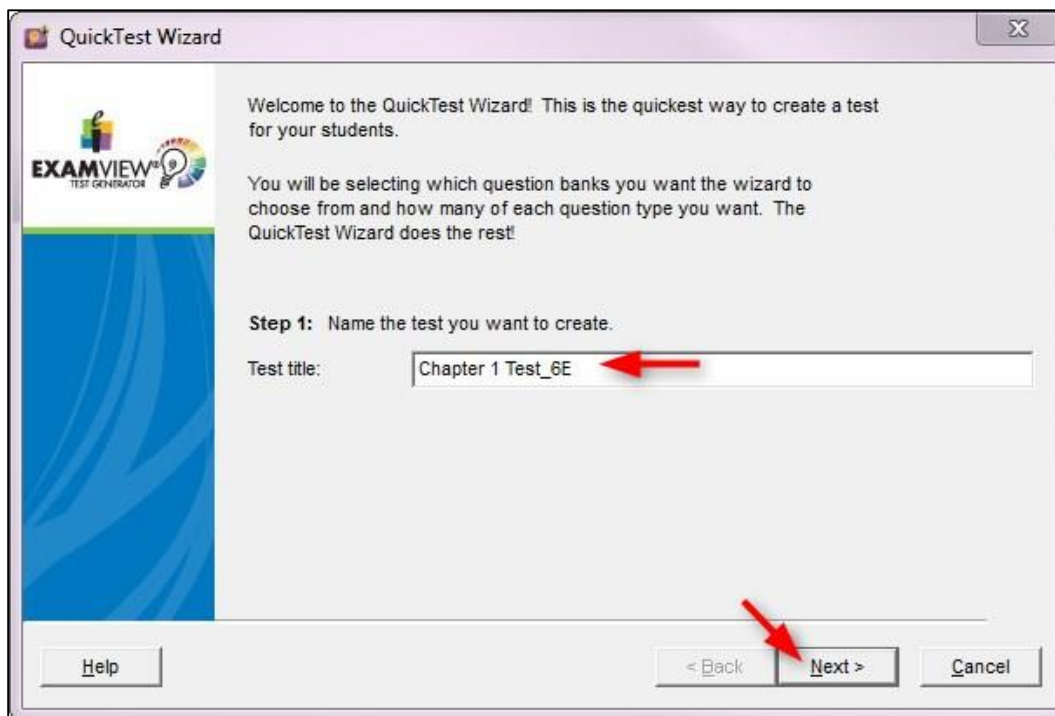 QuickTest Wizard
Welcome to the QuickTest Wizard! This is the quickest way to create a test
for your students.
EXAMVIEW®
TEST GENERATOR
You will be selecting which question banks you want the wizard to
choose from and how many of each question type you want. The
QuickTest Wizard does the rest!
Step 1: Name the test you want to create.
Test title: Chapter 1 Test_6E
Help < Back Next > Cancel